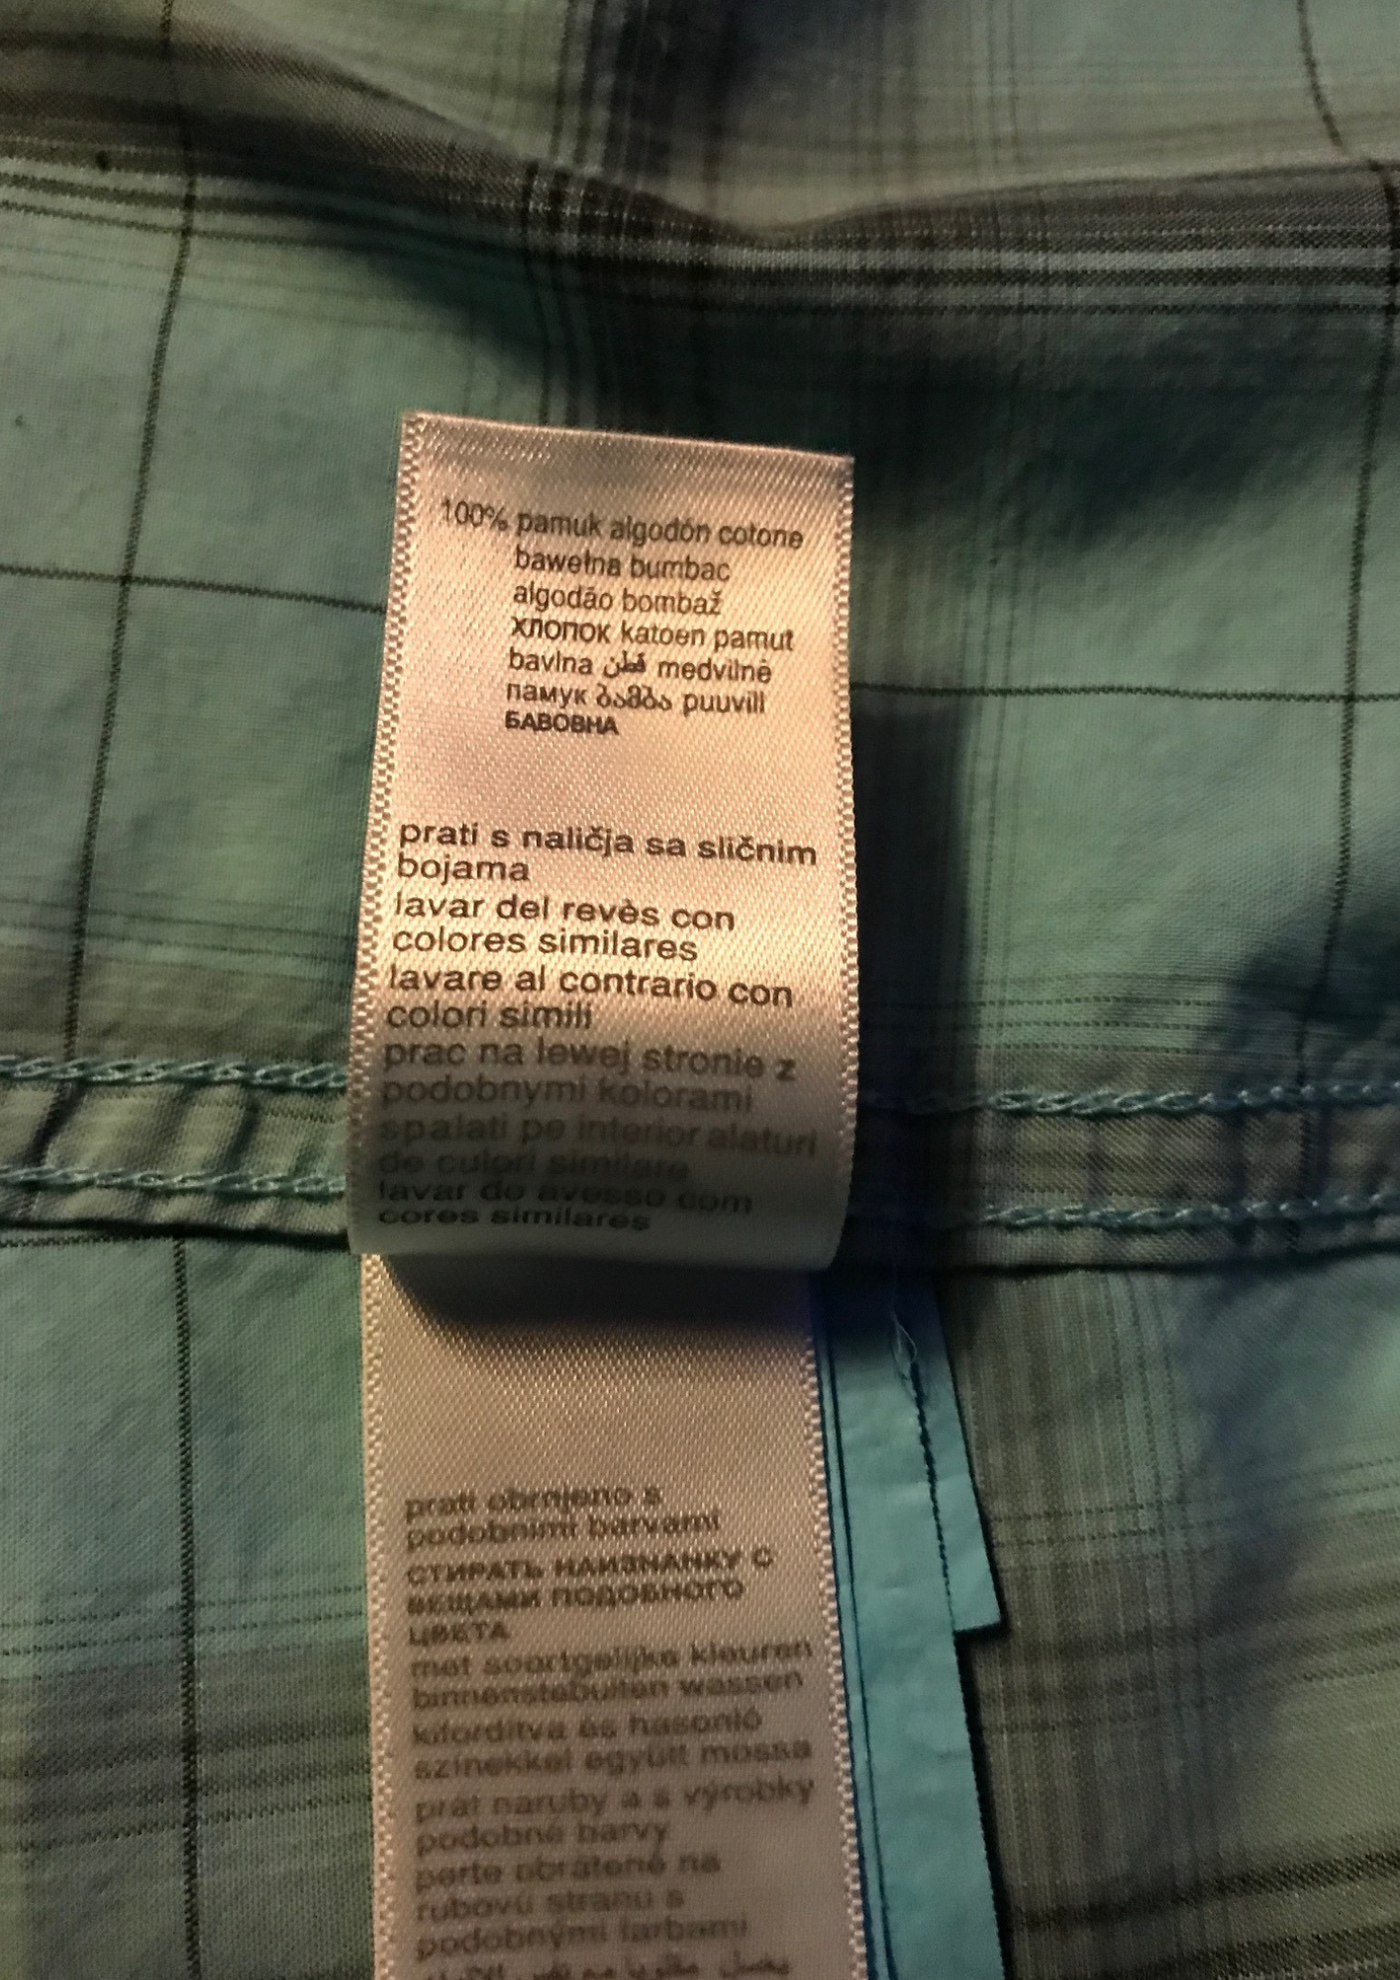 100% pamuk algodón cotone
bawełna bumbac
algodão bombaž
хлопок katoen pamut
bavlna قطن medvilnė
памук ბამბა puuvill
БАВОВНА
prati s naličja sa sličnim
bojama
lavar del revés con
colores similares
lavare al contrario con
colori simili
prac na lewej stronie z
podobnymi kolorami
spalati pe interior alaturi
de culori similare
lavar do avesso com
cores similares
prati obrnjeno s
podobnimi barvami
СТИРАТЬ НАИЗНАНКУ С
ВЕЩАМИ ПОДОБНОГО
ЦВЕТА
met soortgelijke kleuren
binnenstebuiten wassen
kifordítva és hasonló
színekkel együtt mossa
prát naruby a s výrobky
podobné barvy
perte obrátené na
rubovú stranu s
podobnými farbami